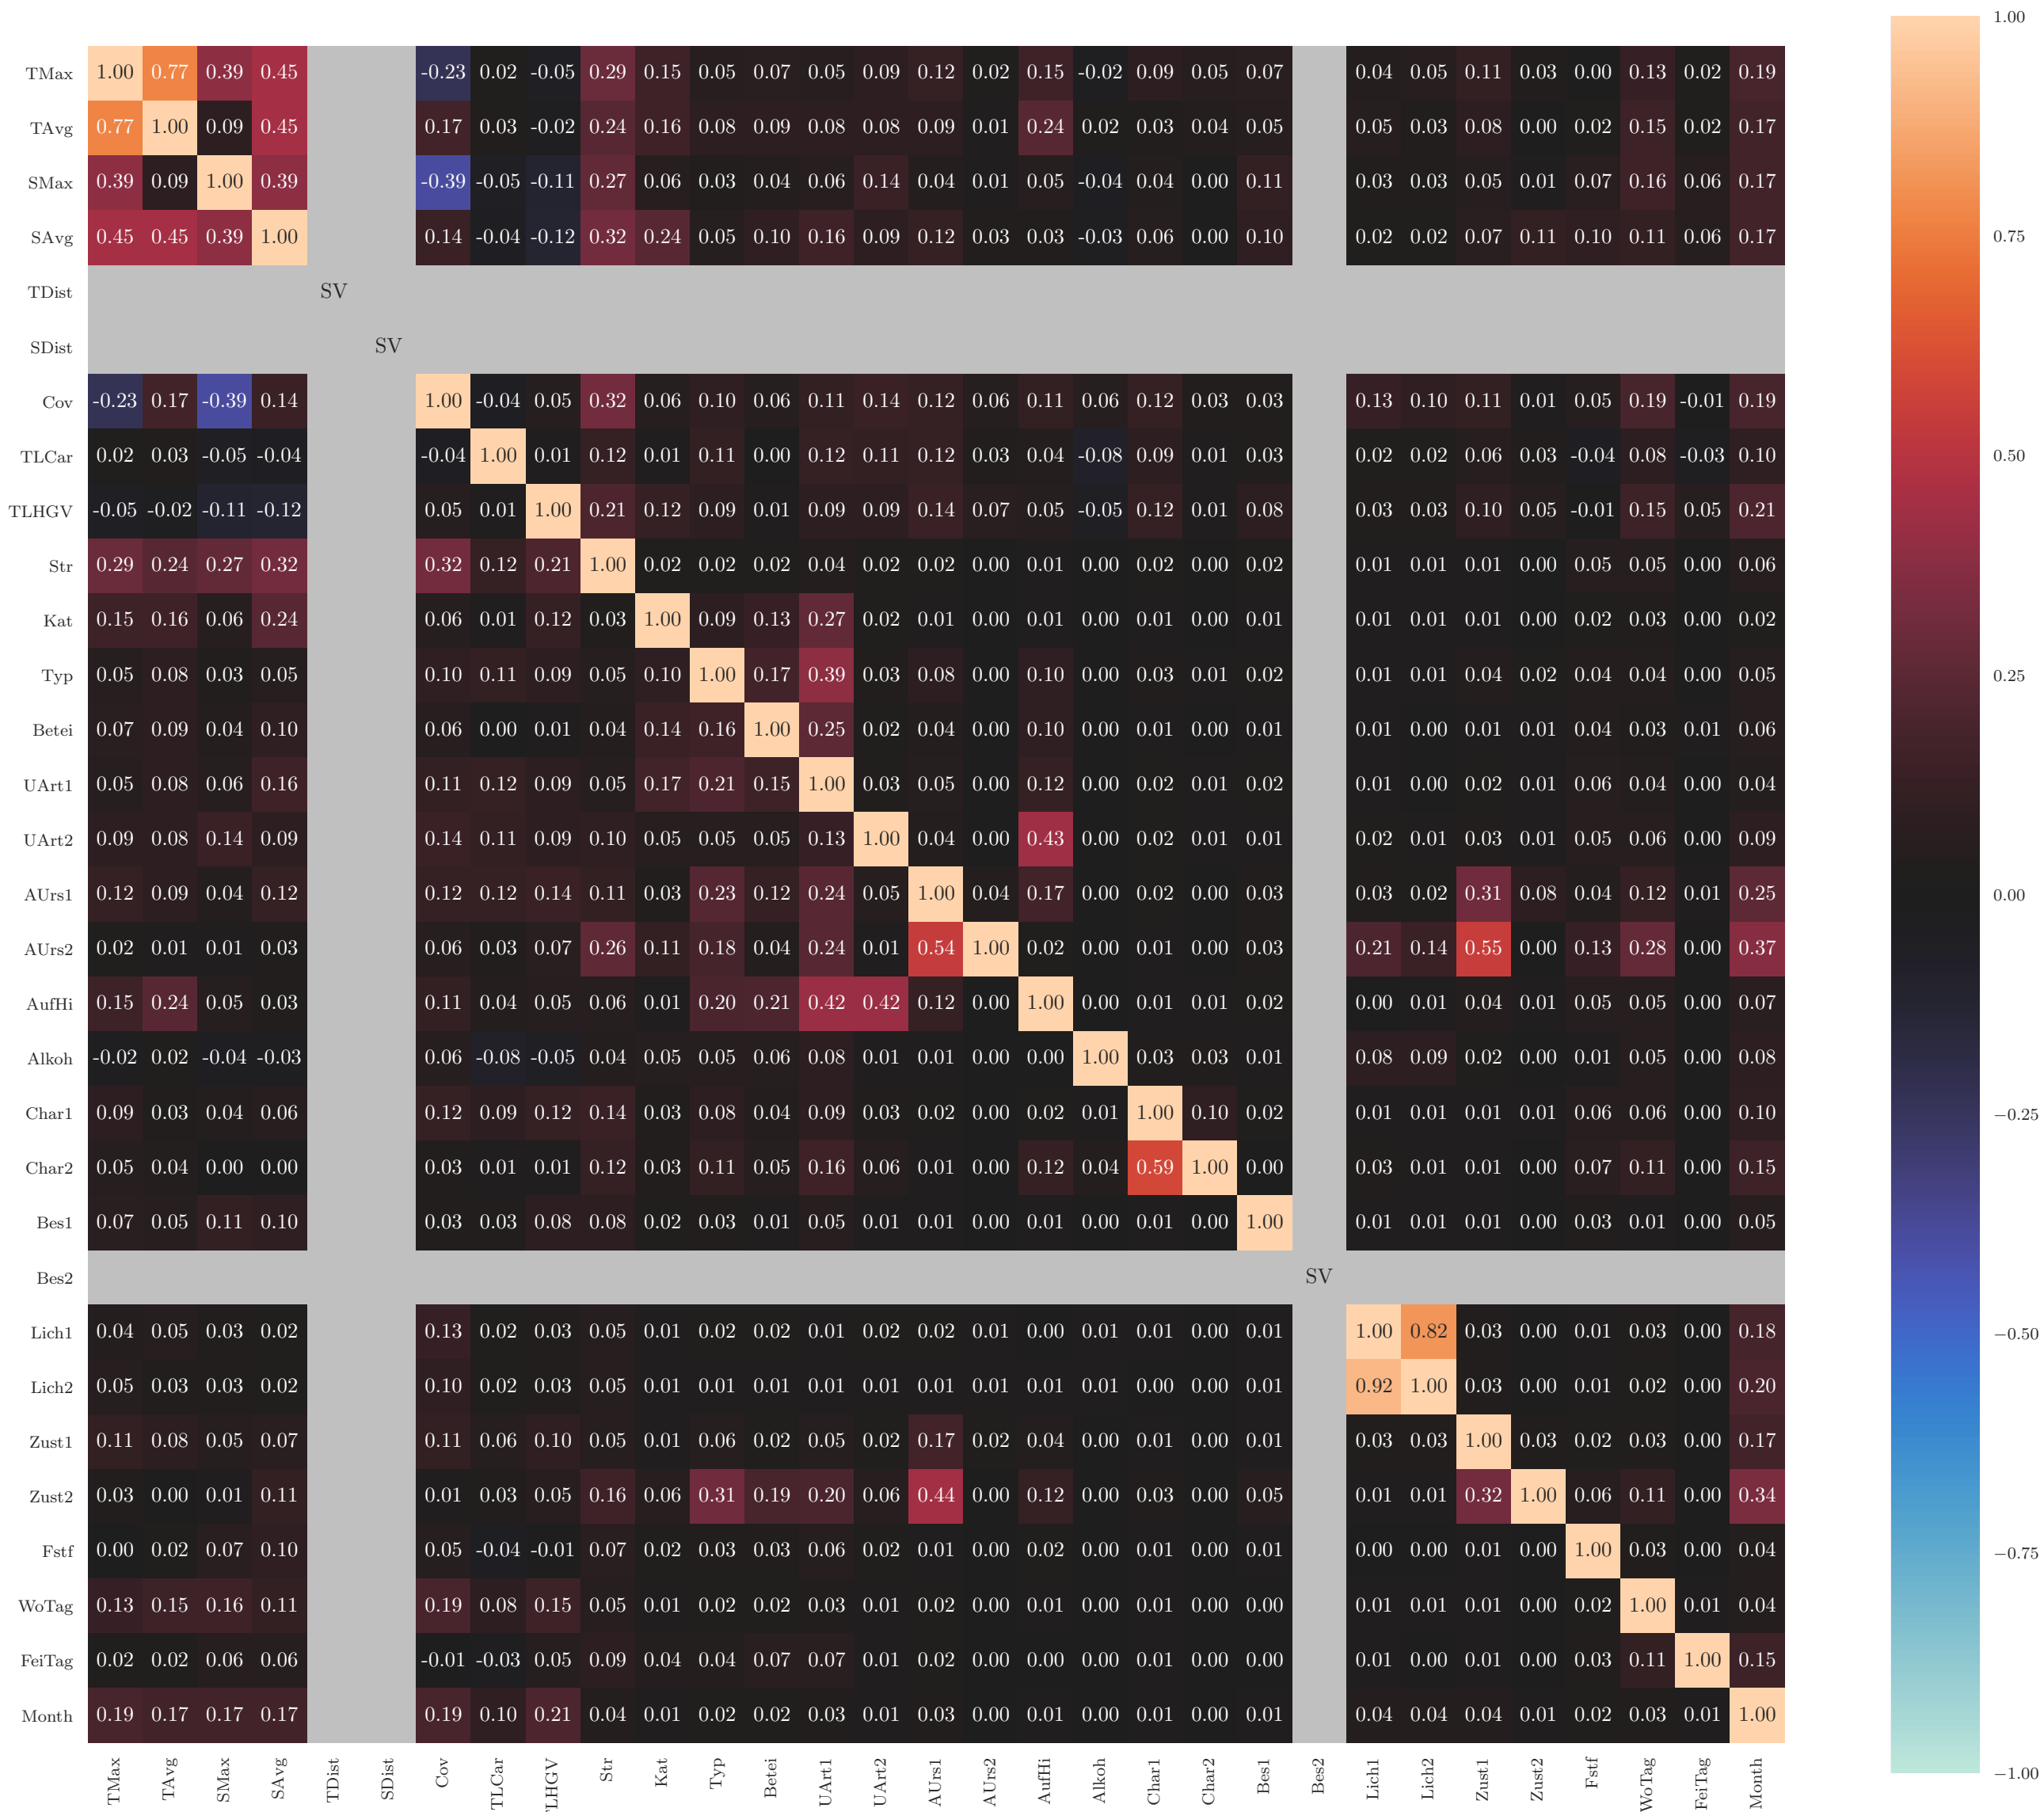 1.00
TMax 1.00 0.77 0.39 0.45 -0.23 0.02 -0.05 0.29 0.15 0.05 0.07 0.05 0.09 0.12 0.02 0.15 -0.02 0.09 0.05 0.07 0.04 0.05 0.11 0.03 0.00 0.13 0.02 0.19
TAvg 0.77 1.00 0.09 0.45 0.17 0.03 -0.02 0.24 0.16 0.08 0.09 0.08 0.08 0.09 0.01 0.24 0.02 0.03 0.04 0.05 0.05 0.03 0.08 0.00 0.02 0.15 0.02 0.17
SMax 0.39 0.09 1.00 0.39 -0.39 -0.05 -0.11 0.27 0.06 0.03 0.04 0.06 0.14 0.04 0.01 0.05 -0.04 0.04 0.00 0.11 0.03 0.03 0.05 0.01 0.07 0.16 0.06 0.17
SAvg 0.45 0.45 0.39 1.00 0.14 -0.04 -0.12 0.32 0.24 0.05 0.10 0.16 0.09 0.12 0.03 0.03 -0.03 0.06 0.00 0.10 0.02 0.02 0.07 0.11 0.10 0.11 0.06 0.17
0.75
TDist SV
SDist SV
Cov -0.23 0.17 -0.39 0.14 1.00 -0.04 0.05 0.32 0.06 0.10 0.06 0.11 0.14 0.12 0.06 0.11 0.06 0.12 0.03 0.03 0.13 0.10 0.11 0.01 0.05 0.19 -0.01 0.19
TLCar 0.02 0.03 -0.05 -0.04 -0.04 1.00 0.01 0.12 0.01 0.11 0.00 0.12 0.11 0.12 0.03 0.04 -0.08 0.09 0.01 0.03 0.02 0.02 0.06 0.03 -0.04 0.08 -0.03 0.10
0.50
TLHGV -0.05 -0.02 -0.11 -0.12 0.05 0.01 1.00 0.21 0.12 0.09 0.01 0.09 0.09 0.14 0.07 0.05 -0.05 0.12 0.01 0.08 0.03 0.03 0.10 0.05 -0.01 0.15 0.05 0.21
Str 0.29 0.24 0.27 0.32 0.32 0.12 0.21 1.00 0.02 0.02 0.02 0.04 0.02 0.02 0.00 0.01 0.00 0.02 0.00 0.02 0.01 0.01 0.01 0.00 0.05 0.05 0.00 0.06
Kat 0.15 0.16 0.06 0.24 0.06 0.01 0.12 0.03 1.00 0.09 0.13 0.27 0.02 0.01 0.00 0.01 0.00 0.01 0.00 0.01 0.01 0.01 0.01 0.00 0.02 0.03 0.00 0.02
Typ 0.05 0.08 0.03 0.05 0.10 0.11 0.09 0.05 0.10 1.00 0.17 0.39 0.03 0.08 0.00 0.10 0.00 0.03 0.01 0.02 0.01 0.01 0.04 0.02 0.04 0.04 0.00 0.05
0.25
Betei 0.07 0.09 0.04 0.10 0.06 0.00 0.01 0.04 0.14 0.16 1.00 0.25 0.02 0.04 0.00 0.10 0.00 0.01 0.00 0.01 0.01 0.00 0.01 0.01 0.04 0.03 0.01 0.06
UArt1 0.05 0.08 0.06 0.16 0.11 0.12 0.09 0.05 0.17 0.21 0.15 1.00 0.03 0.05 0.00 0.12 0.00 0.02 0.01 0.02 0.01 0.00 0.02 0.01 0.06 0.04 0.00 0.04
UArt2 0.09 0.08 0.14 0.09 0.14 0.11 0.09 0.10 0.05 0.05 0.05 0.13 1.00 0.04 0.00 0.43 0.00 0.02 0.01 0.01 0.02 0.01 0.03 0.01 0.05 0.06 0.00 0.09
AUrs1 0.12 0.09 0.04 0.12 0.12 0.12 0.14 0.11 0.03 0.23 0.12 0.24 0.05 1.00 0.04 0.17 0.00 0.02 0.00 0.03 0.03 0.02 0.31 0.08 0.04 0.12 0.01 0.25
0.00
AUrs2 0.02 0.01 0.01 0.03 0.06 0.03 0.07 0.26 0.11 0.18 0.04 0.24 0.01 0.54 1.00 0.02 0.00 0.01 0.00 0.03 0.21 0.14 0.55 0.00 0.13 0.28 0.00 0.37
AufHi 0.15 0.24 0.05 0.03 0.11 0.04 0.05 0.06 0.01 0.20 0.21 0.42 0.42 0.12 0.00 1.00 0.00 0.01 0.01 0.02 0.00 0.01 0.04 0.01 0.05 0.05 0.00 0.07
Alkoh -0.02 0.02 -0.04 -0.03 0.06 -0.08 -0.05 0.04 0.05 0.05 0.06 0.08 0.01 0.01 0.00 0.00 1.00 0.03 0.03 0.01 0.08 0.09 0.02 0.00 0.01 0.05 0.00 0.08
Char1 0.09 0.03 0.04 0.06 0.12 0.09 0.12 0.14 0.03 0.08 0.04 0.09 0.03 0.02 0.00 0.02 0.01 1.00 0.10 0.02 0.01 0.01 0.01 0.01 0.06 0.06 0.00 0.10
−0.25
Char2 0.05 0.04 0.00 0.00 0.03 0.01 0.01 0.12 0.03 0.11 0.05 0.16 0.06 0.01 0.00 0.12 0.04 0.59 1.00 0.00 0.03 0.01 0.01 0.00 0.07 0.11 0.00 0.15
Bes1 0.07 0.05 0.11 0.10 0.03 0.03 0.08 0.08 0.02 0.03 0.01 0.05 0.01 0.01 0.00 0.01 0.00 0.01 0.00 1.00 0.01 0.01 0.01 0.00 0.03 0.01 0.00 0.05
Bes2 SV
Lich1 0.04 0.05 0.03 0.02 0.13 0.02 0.03 0.05 0.01 0.02 0.02 0.01 0.02 0.02 0.01 0.00 0.01 0.01 0.00 0.01 1.00 0.82 0.03 0.00 0.01 0.03 0.00 0.18
−0.50
Lich2 0.05 0.03 0.03 0.02 0.10 0.02 0.03 0.05 0.01 0.01 0.01 0.01 0.01 0.01 0.01 0.01 0.01 0.00 0.00 0.01 0.92 1.00 0.03 0.00 0.01 0.02 0.00 0.20
Zust1 0.11 0.08 0.05 0.07 0.11 0.06 0.10 0.05 0.01 0.06 0.02 0.05 0.02 0.17 0.02 0.04 0.00 0.01 0.00 0.01 0.03 0.03 1.00 0.03 0.02 0.03 0.00 0.17
Zust2 0.03 0.00 0.01 0.11 0.01 0.03 0.05 0.16 0.06 0.31 0.19 0.20 0.06 0.44 0.00 0.12 0.00 0.03 0.00 0.05 0.01 0.01 0.32 1.00 0.06 0.11 0.00 0.34
Fstf 0.00 0.02 0.07 0.10 0.05 -0.04 -0.01 0.07 0.02 0.03 0.03 0.06 0.02 0.01 0.00 0.02 0.00 0.01 0.00 0.01 0.00 0.00 0.01 0.00 1.00 0.03 0.00 0.04
−0.75
WoTag 0.13 0.15 0.16 0.11 0.19 0.08 0.15 0.05 0.01 0.02 0.02 0.03 0.01 0.02 0.00 0.01 0.00 0.01 0.00 0.00 0.01 0.01 0.01 0.00 0.02 1.00 0.01 0.04
FeiTag 0.02 0.02 0.06 0.06 -0.01 -0.03 0.05 0.09 0.04 0.04 0.07 0.07 0.01 0.02 0.00 0.00 0.00 0.01 0.00 0.00 0.01 0.00 0.01 0.00 0.03 0.11 1.00 0.15
Month 0.19 0.17 0.17 0.17 0.19 0.10 0.21 0.04 0.01 0.02 0.02 0.03 0.01 0.03 0.00 0.01 0.00 0.01 0.00 0.01 0.04 0.04 0.04 0.01 0.02 0.03 0.01 1.00
−1.00
TMax TAvg SMax SAvg TDist SDist Cov TLCar TLHGV Str Kat Typ Betei UArt1 UArt2 AUrs1 AUrs2 AufHi Alkoh Char1 Char2 Bes1 Bes2 Lich1 Lich2 Zust1 Zust2 Fstf WoTag FeiTag Month